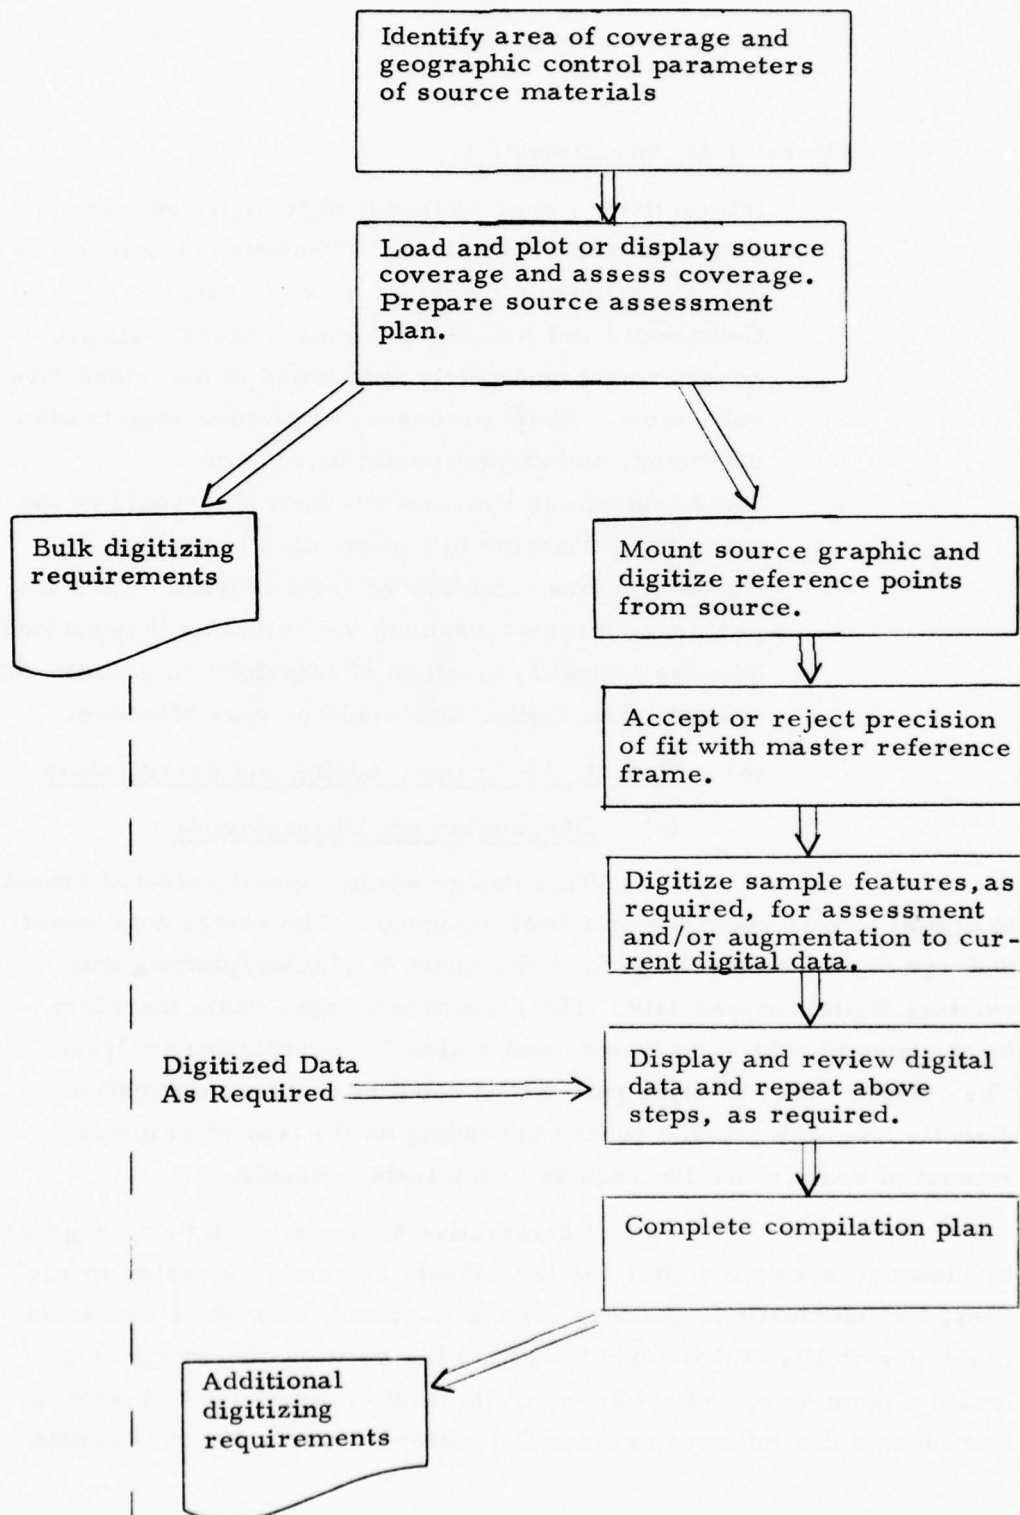 Identify area of coverage and
geographic control parameters
of source materials
Load and plot or display source
coverage and assess coverage.
Prepare source assessment
plan.
Bulk digitizing
requirements
Mount source graphic and
digitize reference points
from source.
Accept or reject precision
of fit with master reference
frame.
Digitize sample features, as
required, for assessment
and/or augmentation to cur-
rent digital data.
Digitized Data
As Required
Display and review digital
data and repeat above
steps, as required.
Complete compilation plan
Additional
digitizing
requirements